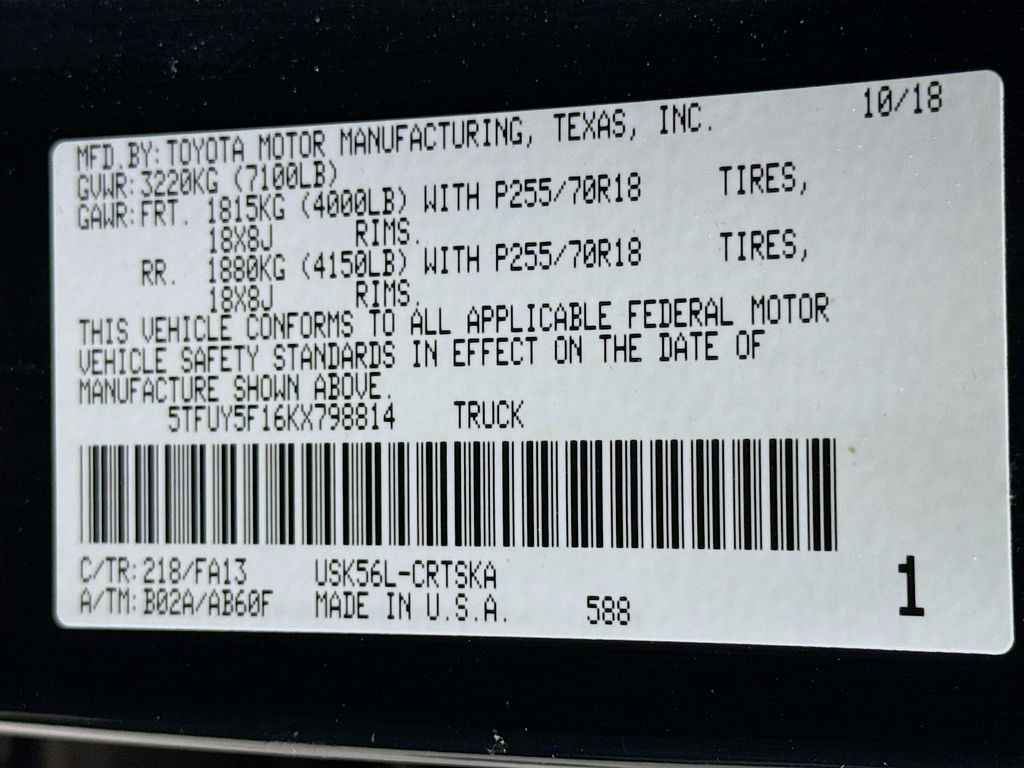 10/18
MFD.BY:TOYOTA MOTOR MANUFACTURING, TEXAS, INC.
GVWR:3220KG (7100LB)
GAWR:FRT. 1815KG (4000LB) WITH P255/70R18 TIRES,
18X8J RIMS.
RR. 1880KG (4150LB) WITH P255/70R18 TIRES,
18X8J RIMS.
THIS VEHICLE CONFORMS TO ALL APPLICABLE FEDERAL MOTOR
VEHICLE SAFETY STANDARDS IN EFFECT ON THE DATE OF
MANUFACTURE SHOWN ABOVE.
5TFUY5F16KX798814 TRUCK
C/TR:218/FA13 USK56L-CRTSKA
A/TM:B02A/AB60F MADE IN U.S.A. 588
1